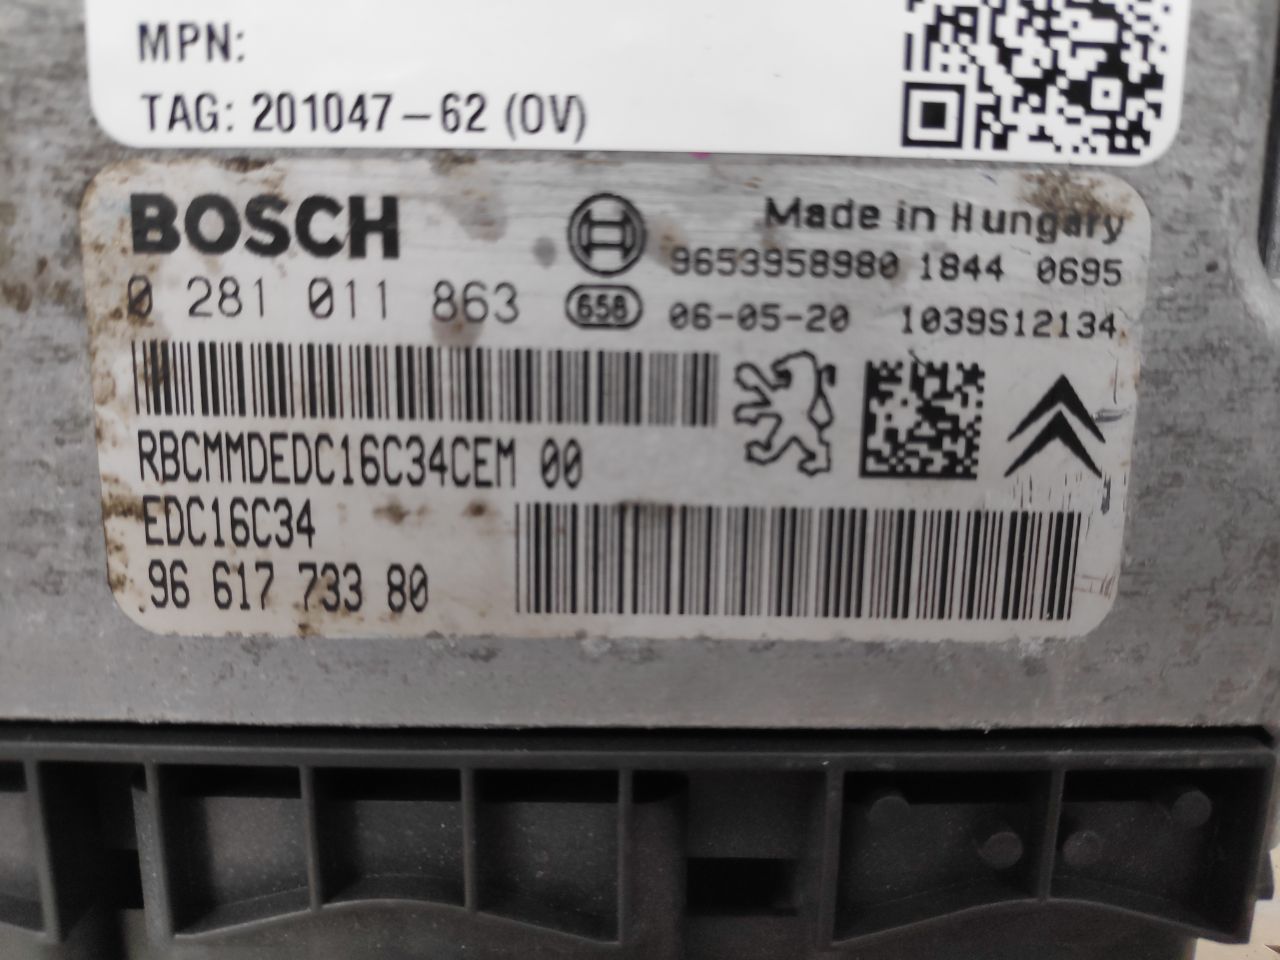 MPN:
TAG: 201047-62 (OV)
BOSCH
Made in Hungary
9653958980 1844 0695
0 281 011 863
658
06-05-20 1039S12134
RBCMMDEDC16C34CEM 00
EDC16C34
96 617 733 80